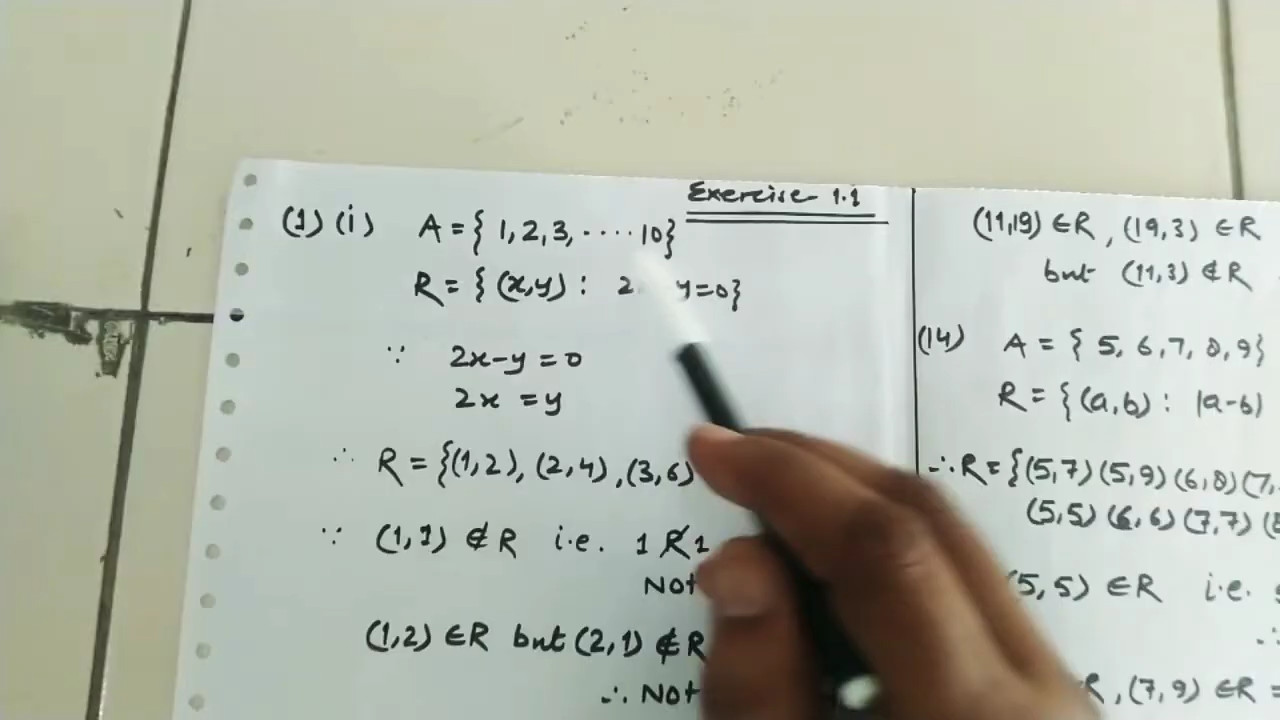 Exercise 1.1
(1) (i) A = { 1, 2, 3, ····10}
R = { (x,y) : 2 y=0}
∵ 2x-y = 0
2x = y
∴ R = {(1,2), (2,4), (3,6)
∵ (1,1) ∉ R i.e. 1 R̸ 1
Not
(1,2) ∈ R but (2,1) ∉ R
∴ Not
(11,19) ∈ R, (19,3) ∈ R
but (11,3) ∉ R
(14) A = { 5, 6, 7, 8, 9}
R = {(a,b) : |a-b|
∴ R = {(5,7) (5,9) (6,8) (7,
(5,5) (6,6) (7,7) (8
(5,5) ∈ R i.e.
∴
R, (7,9) ∈ R =